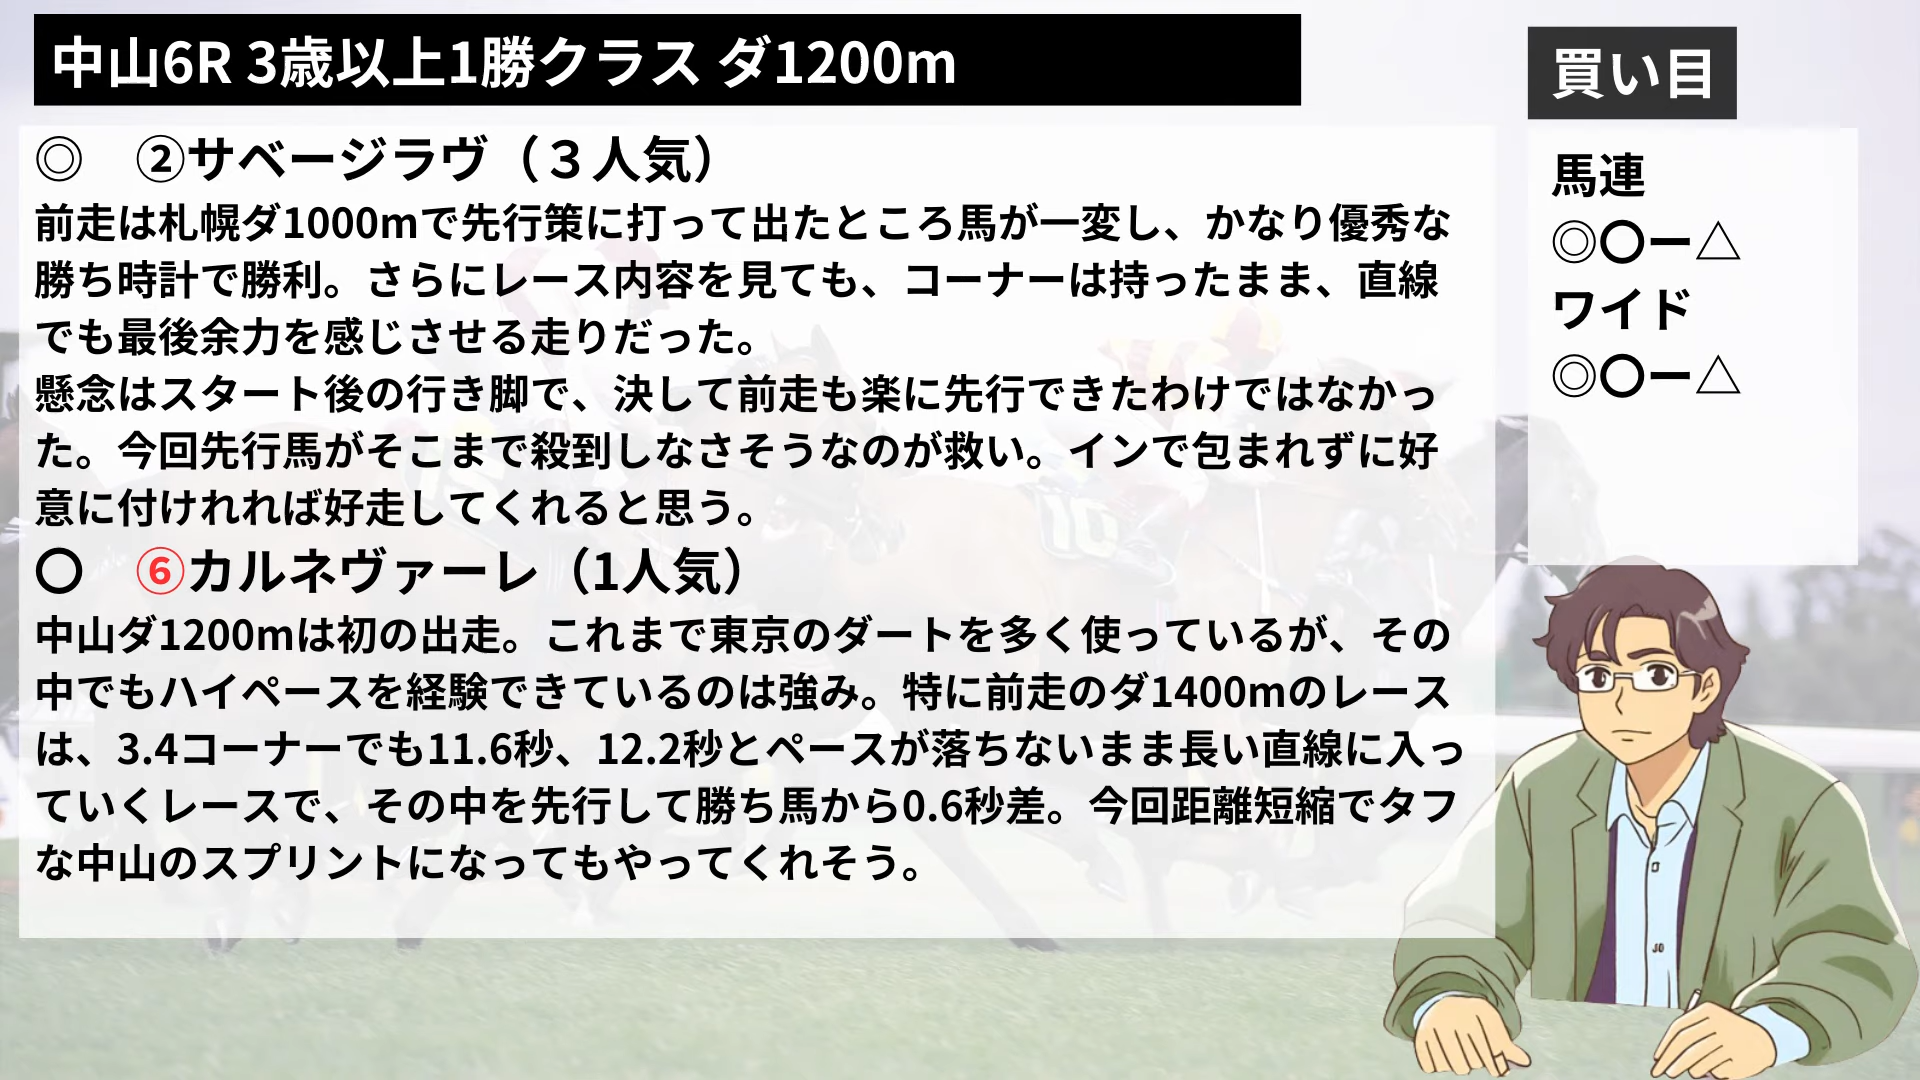 中山6R 3歳以上1勝クラス ダ1200m
◎　②サベージラヴ（３人気）
前走は札幌ダ1000mで先行策に打って出たところ馬が一変し、かなり優秀な
勝ち時計で勝利。さらにレース内容を見ても、コーナーは持ったまま、直線
でも最後余力を感じさせる走りだった。
懸念はスタート後の行き脚で、決して前走も楽に先行できたわけではなかっ
た。今回先行馬がそこまで殺到しなさそうなのが救い。インで包まれずに好
意に付けれれば好走してくれると思う。
〇　⑥カルネヴァーレ（1人気）
中山ダ1200mは初の出走。これまで東京のダートを多く使っているが、その
中でもハイペースを経験できているのは強み。特に前走のダ1400mのレース
は、3.4コーナーでも11.6秒、12.2秒とペースが落ちないまま長い直線に入っ
ていくレースで、その中を先行して勝ち馬から0.6秒差。今回距離短縮でタフ
な中山のスプリントになってもやってくれそう。
買い目
馬連
◎〇ー△
ワイド
◎〇ー△
10
JO